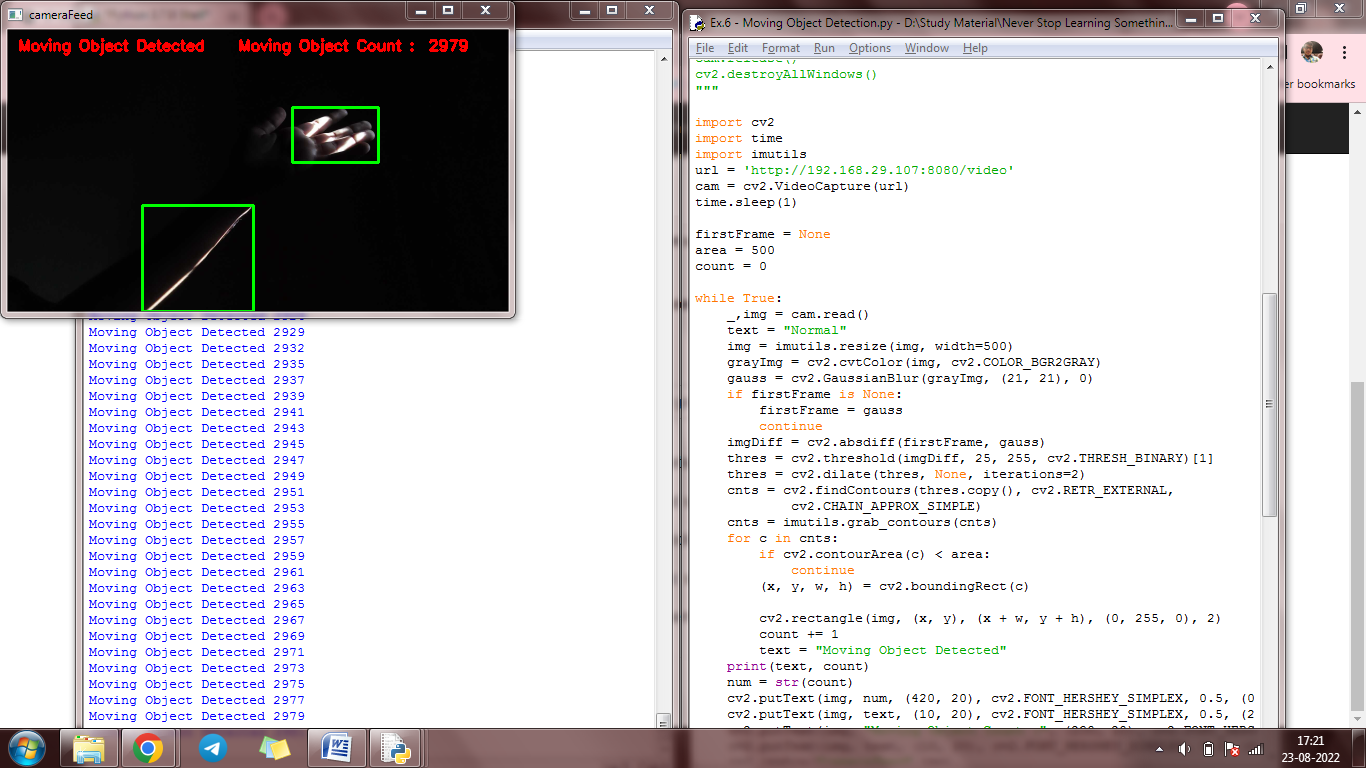 cameraFeed
Moving Object Detected Moving Object Count : 2979
Moving Object Detected 2929
Moving Object Detected 2932
Moving Object Detected 2935
Moving Object Detected 2937
Moving Object Detected 2939
Moving Object Detected 2941
Moving Object Detected 2943
Moving Object Detected 2945
Moving Object Detected 2947
Moving Object Detected 2949
Moving Object Detected 2951
Moving Object Detected 2953
Moving Object Detected 2955
Moving Object Detected 2957
Moving Object Detected 2959
Moving Object Detected 2961
Moving Object Detected 2963
Moving Object Detected 2965
Moving Object Detected 2967
Moving Object Detected 2969
Moving Object Detected 2971
Moving Object Detected 2973
Moving Object Detected 2975
Moving Object Detected 2977
Moving Object Detected 2979
Ex.6 - Moving Object Detection.py - D:\Study Material\Never Stop Learning Somethin...
File Edit Format Run Options Window Help
cam.release()
cv2.destroyAllWindows()
"""
import cv2
import time
import imutils
url = 'http://192.168.29.107:8080/video'
cam = cv2.VideoCapture(url)
time.sleep(1)
firstFrame = None
area = 500
count = 0
while True:
    _,img = cam.read()
    text = "Normal"
    img = imutils.resize(img, width=500)
    grayImg = cv2.cvtColor(img, cv2.COLOR_BGR2GRAY)
    gauss = cv2.GaussianBlur(grayImg, (21, 21), 0)
    if firstFrame is None:
        firstFrame = gauss
        continue
    imgDiff = cv2.absdiff(firstFrame, gauss)
    thres = cv2.threshold(imgDiff, 25, 255, cv2.THRESH_BINARY)[1]
    thres = cv2.dilate(thres, None, iterations=2)
    cnts = cv2.findContours(thres.copy(), cv2.RETR_EXTERNAL,
            cv2.CHAIN_APPROX_SIMPLE)
    cnts = imutils.grab_contours(cnts)
    for c in cnts:
        if cv2.contourArea(c) < area:
            continue
        (x, y, w, h) = cv2.boundingRect(c)
        cv2.rectangle(img, (x, y), (x + w, y + h), (0, 255, 0), 2)
        count += 1
        text = "Moving Object Detected"
    print(text, count)
    num = str(count)
    cv2.putText(img, num, (420, 20), cv2.FONT_HERSHEY_SIMPLEX, 0.5, (0
    cv2.putText(img, text, (10, 20), cv2.FONT_HERSHEY_SIMPLEX, 0.5, (2
er bookmarks
17:21
23-08-2022